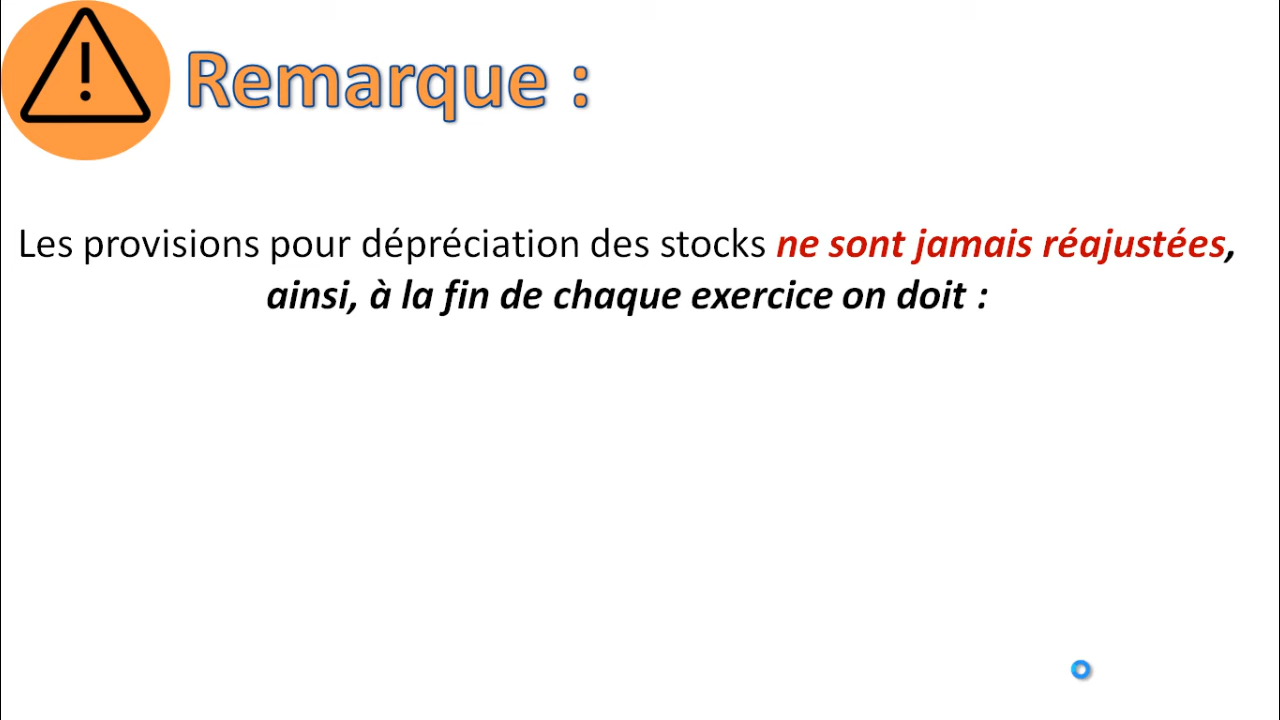 Remarque :
Les provisions pour dépréciation des stocks ne sont jamais réajustées,
ainsi, à la fin de chaque exercice on doit :